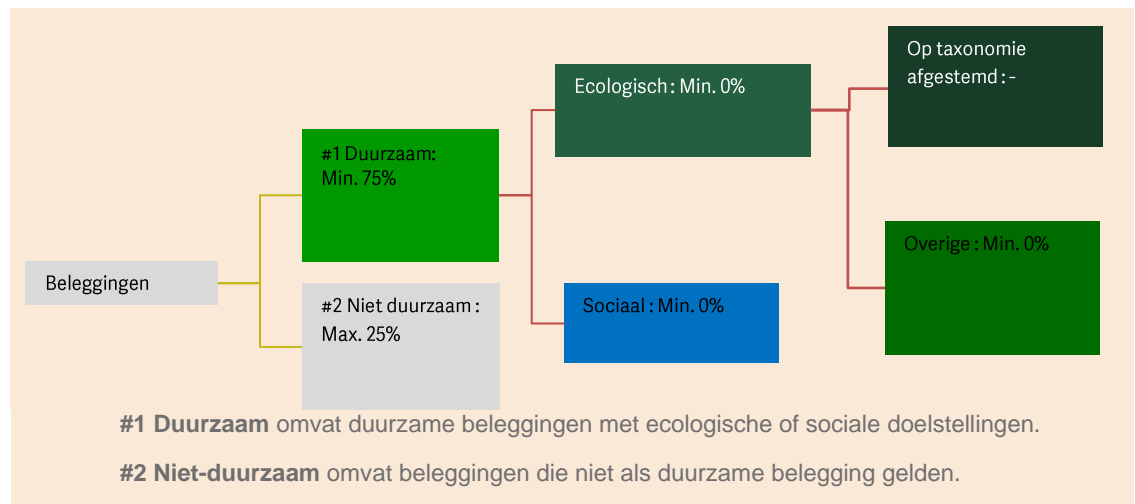 Beleggingen
#1 Duurzaam:
Min. 75%
#2 Niet duurzaam :
Max. 25%
Ecologisch : Min. 0%
Sociaal : Min. 0%
Op taxonomie
afgestemd : -
Overige : Min. 0%
#1 Duurzaam omvat duurzame beleggingen met ecologische of sociale doelstellingen.
#2 Niet-duurzaam omvat beleggingen die niet als duurzame belegging gelden.